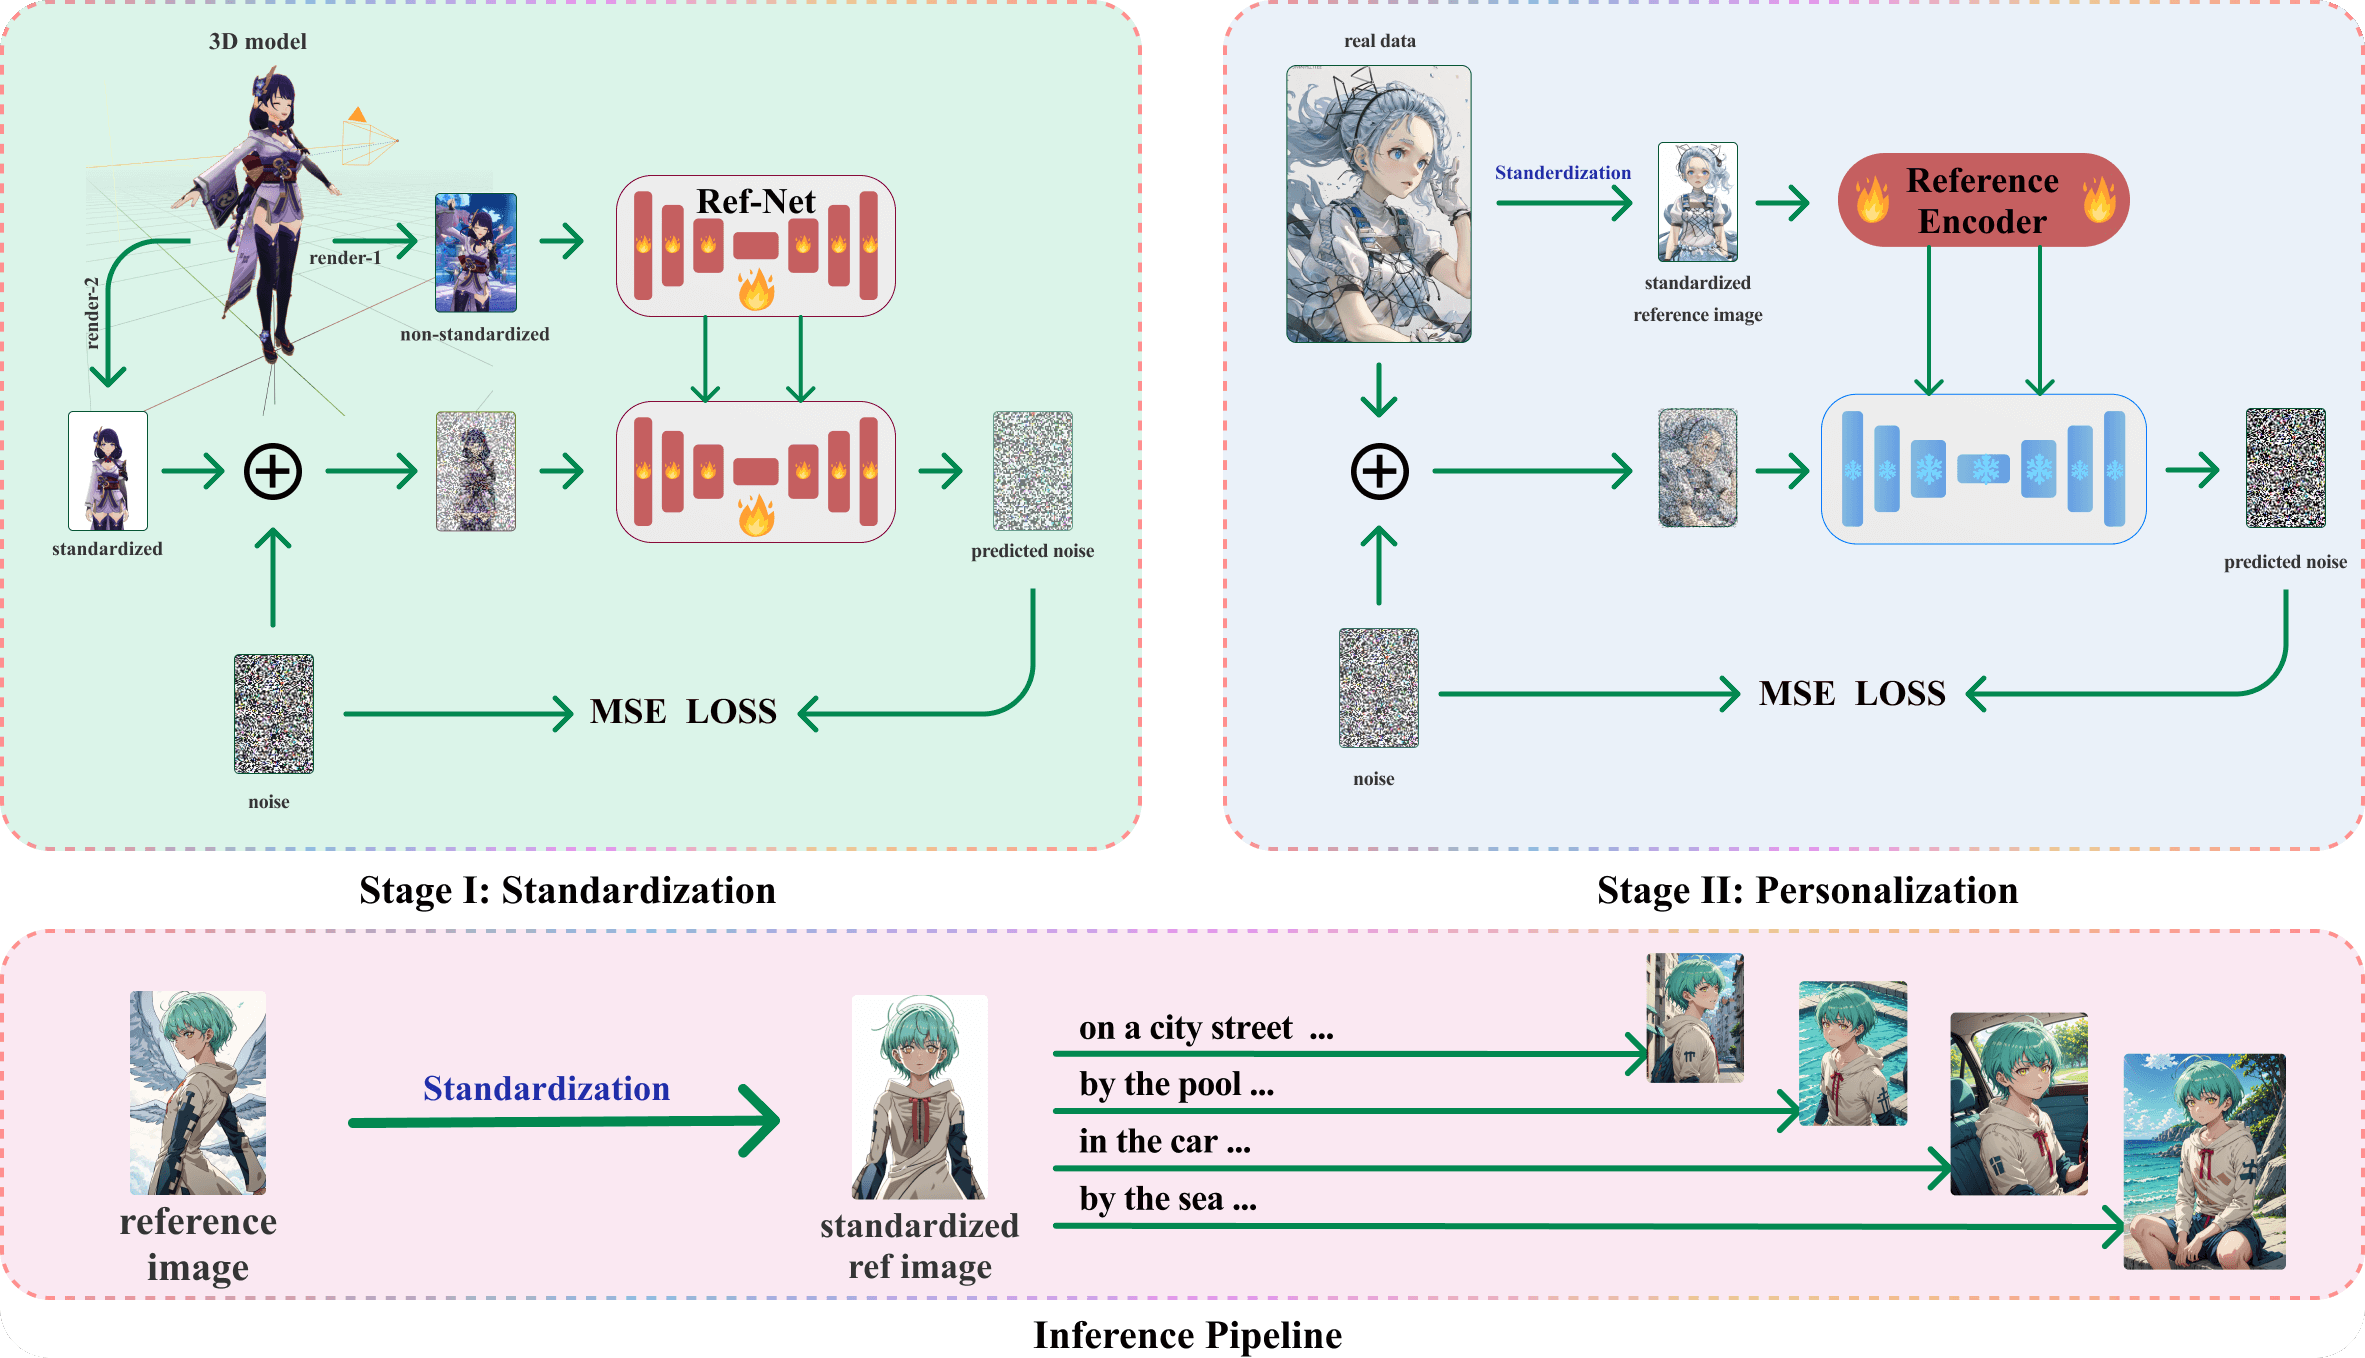 3D model
render-1
render-2
non-standardized
Ref-Net
standardized
predicted noise
noise
MSE LOSS
Stage I: Standardization
real data
Standerdization
standardized
reference image
Reference
Encoder
predicted noise
noise
MSE LOSS
Stage II: Personalization
reference
image
Standardization
standardized
ref image
on a city street ...
by the pool ...
in the car ...
by the sea ...
Inference Pipeline